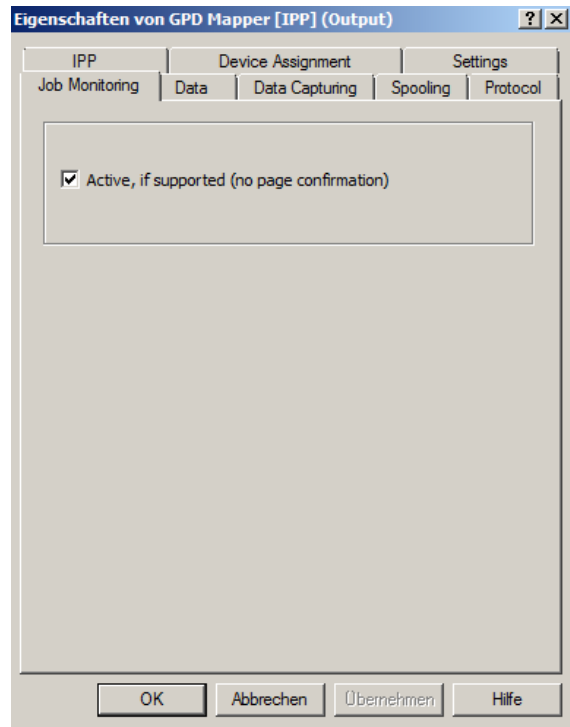 Eigenschaften von GPD Mapper [IPP] (Output)
IPP Device Assignment Settings
Job Monitoring Data Data Capturing Spooling Protocol
Active, if supported (no page confirmation)
OK Abbrechen Übernehmen Hilfe